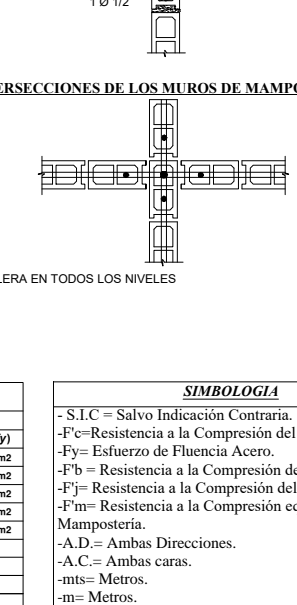 1 Ø 1/2
ERSECCIONES DE LOS MUROS DE MAMPO
LERA EN TODOS LOS NIVELES
y)
m2
m2
m2
m2
m2
SIMBOLOGIA
- S.I.C = Salvo Indicación Contraria.
-F'c=Resistencia a la Compresión del
-Fy= Esfuerzo de Fluencia Acero.
-F'b = Resistencia a la Compresión de
-F'j= Resistencia a la Compresión del
-F'm= Resistencia a la Compresión ec
Mampostería.
-A.D.= Ambas Direcciones.
-A.C.= Ambas caras.
-mts= Metros.
-m= Metros.